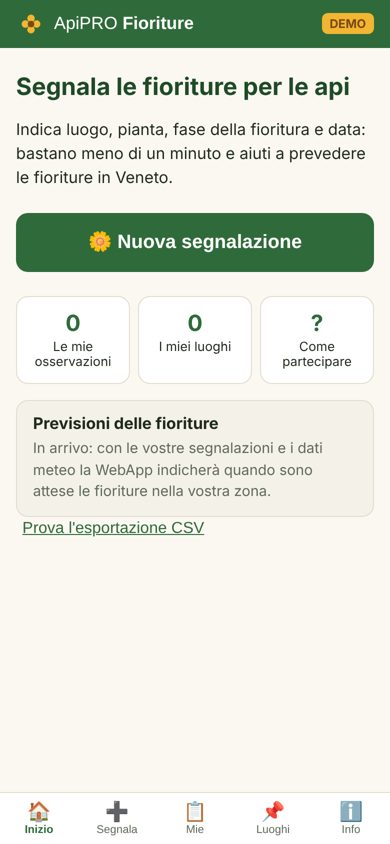 ApiPRO Fioriture
DEMO
Segnala le fioriture per le api
Indica luogo, pianta, fase della fioritura e data:
bastano meno di un minuto e aiuti a prevedere
le fioriture in Veneto.
Nuova segnalazione
0
Le mie
osservazioni
0
I miei luoghi
?
Come
partecipare
Previsioni delle fioriture
In arrivo: con le vostre segnalazioni e i dati
meteo la WebApp indicherà quando sono
attese le fioriture nella vostra zona.
Prova l'esportazione CSV
Inizio
Segnala
Mie
Luoghi
Info